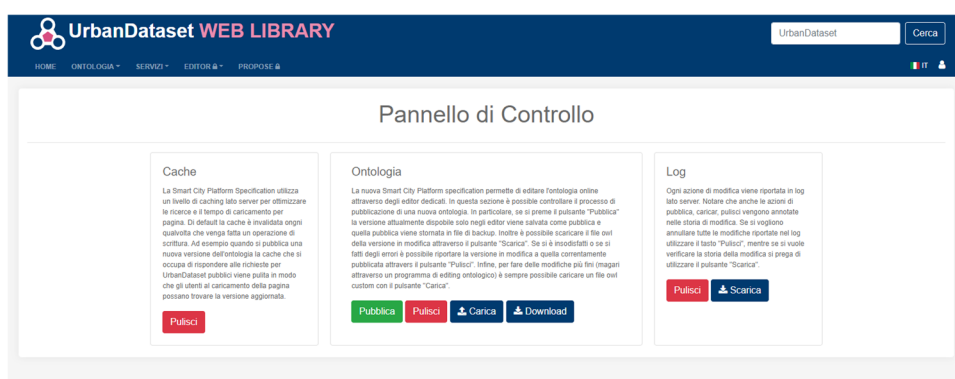 UrbanDataset WEB LIBRARY
UrbanDataset
Cerca
HOME ONTOLOGIA SERVIZI EDITOR PROPOSE
IT
Pannello di Controllo
Cache
La Smart City Platform Specification utilizza
un livello di caching lato server per ottimizzare
le ricerce e il tempo di caricamento per
pagina. Di default la cache è invalidata ongni
qualvolta che venga fatta un operazione di
scrittura. Ad esempio quando si pubblica una
nuova versione dell'ontologia la cache che si
occupa di rispondere alle richieste per
UrbanDataset pubblici viene pulita in modo
che gli utenti al caricamento della pagina
possano trovare la versione aggiornata.
Pulisci
Ontologia
La nuova Smart City Platform specification permette di editare l'ontologia online
attraverso degli editor dedicati. In questa sezione è possibile controllare il processo di
pubblicazione di una nuova ontologia. In particolare, se si preme il pulsante "Pubblica"
la versione attualmente dispobile solo negli editor viene salvata come pubblica e
quella pubblica viene stornata in file di backup. Inoltre è possibile scaricare il file owl
della versione in modifica attraverso il pulsante "Scarica". Se si è insodisfatti o se si
fatti degli errori è possibile riportare la versione in modifica a quella correntemente
pubblicata attravers il pulsante "Pulisci". Infine, per fare delle modifiche più fini (magari
attraverso un programma di editing ontologico) è sempre possibile caricare un file owl
custom con il pulsante "Carica".
Pubblica Pulisci Carica Download
Log
Ogni azione di modifica viene riportata in log
lato server. Notare che anche le azioni di
pubblica, caricar, pulisci vengono annotate
nelle storia di modifica. Se si vogliono
annullare tutte le modifiche riportate nel log
utilizzare il tasto "Pulisci", mentre se si vuole
verificare la storia della modifica si prega di
utilizzare il pulsante "Scarica".
Pulisci Scarica